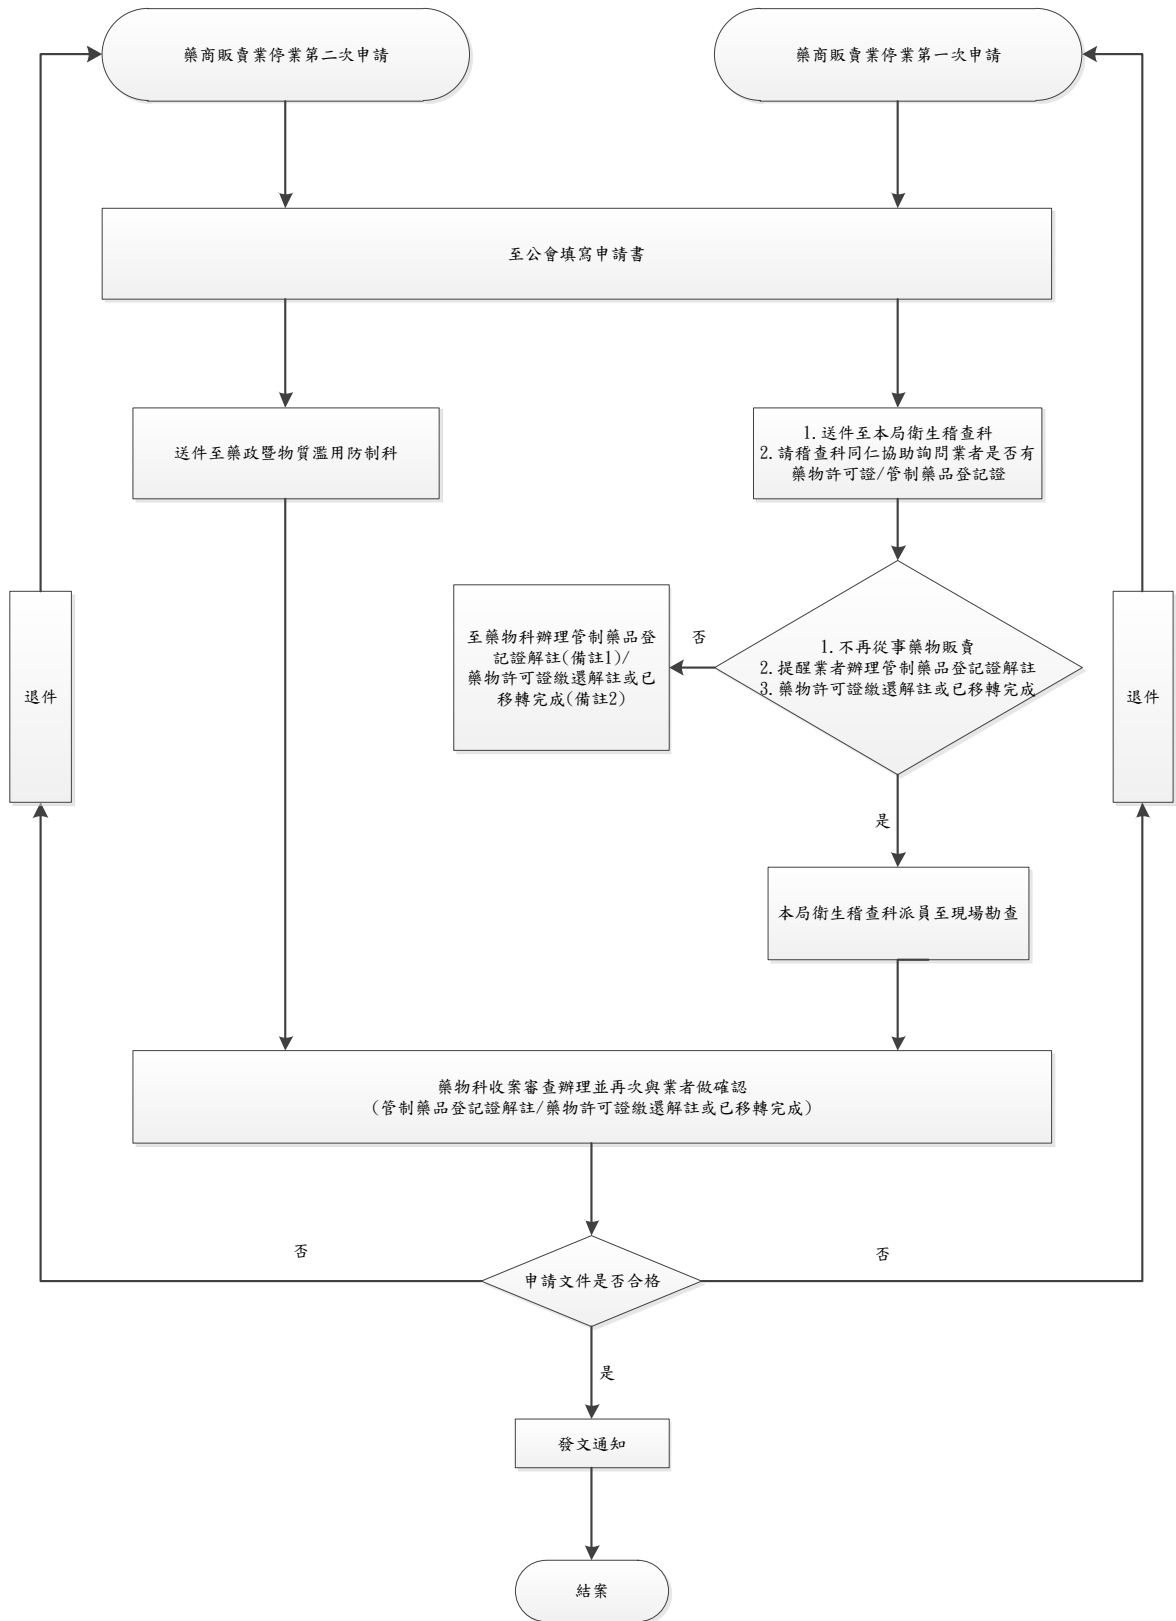 藥商販賣業停業第二次申請
藥商販賣業停業第一次申請
至公會填寫申請書
送件至藥政暨物質濫用防制科
1.送件至本局衛生稽查科
2.請稽查科同仁協助詢問業者是否有
藥物許可證/管制藥品登記證
至藥物科辦理管制藥品登
記證解註(備註1)/
藥物許可證繳還解註或已
移轉完成(備註2)
否
1.不再從事藥物販賣
2.提醒業者辦理管制藥品登記證解註
3.藥物許可證繳還解註或已移轉完成
退件
退件
是
本局衛生稽查科派員至現場勘查
藥物科收案審查辦理並再次與業者做確認
(管制藥品登記證解註/藥物許可證繳還解註或已移轉完成)
否
申請文件是否合格
否
是
發文通知
結案